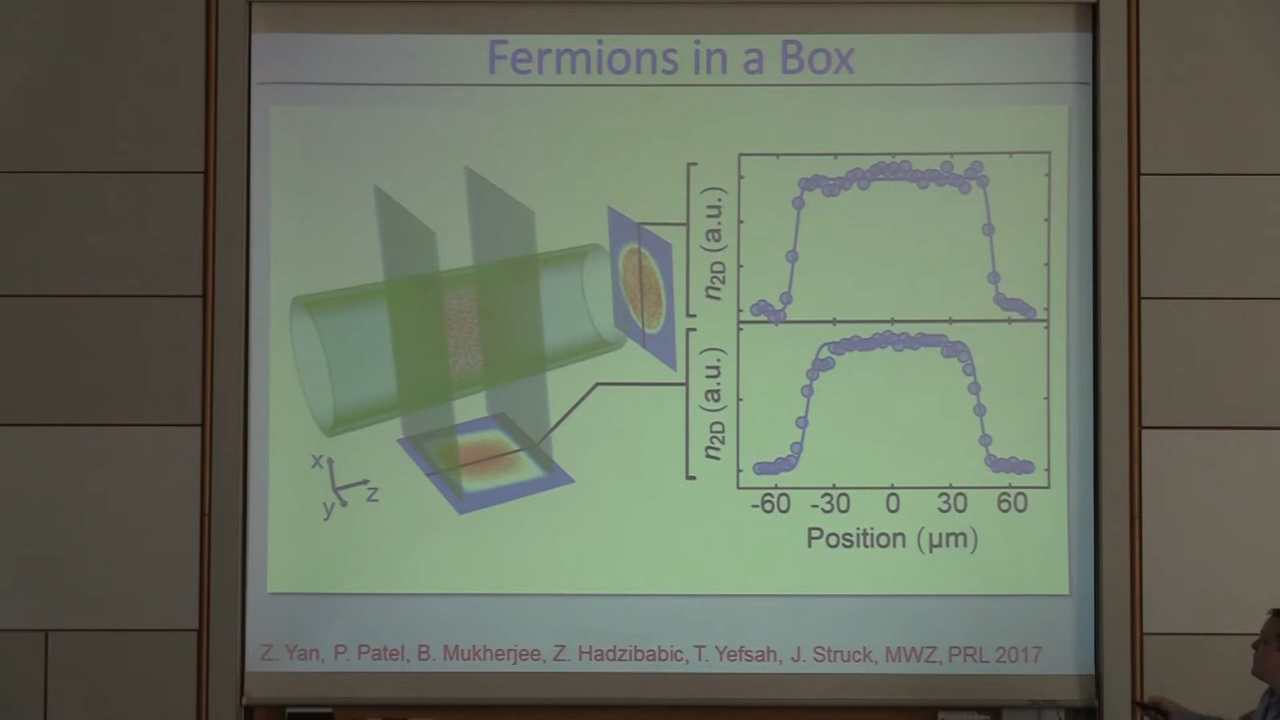 Fermions in a Box
n2D (a.u.)
n2D (a.u.)
x
y
z
-60 -30 0 30 60
Position (µm)
Z. Yan, P. Patel, B. Mukherjee, Z. Hadzibabic, T. Yefsah, J. Struck, MWZ, PRL 2017